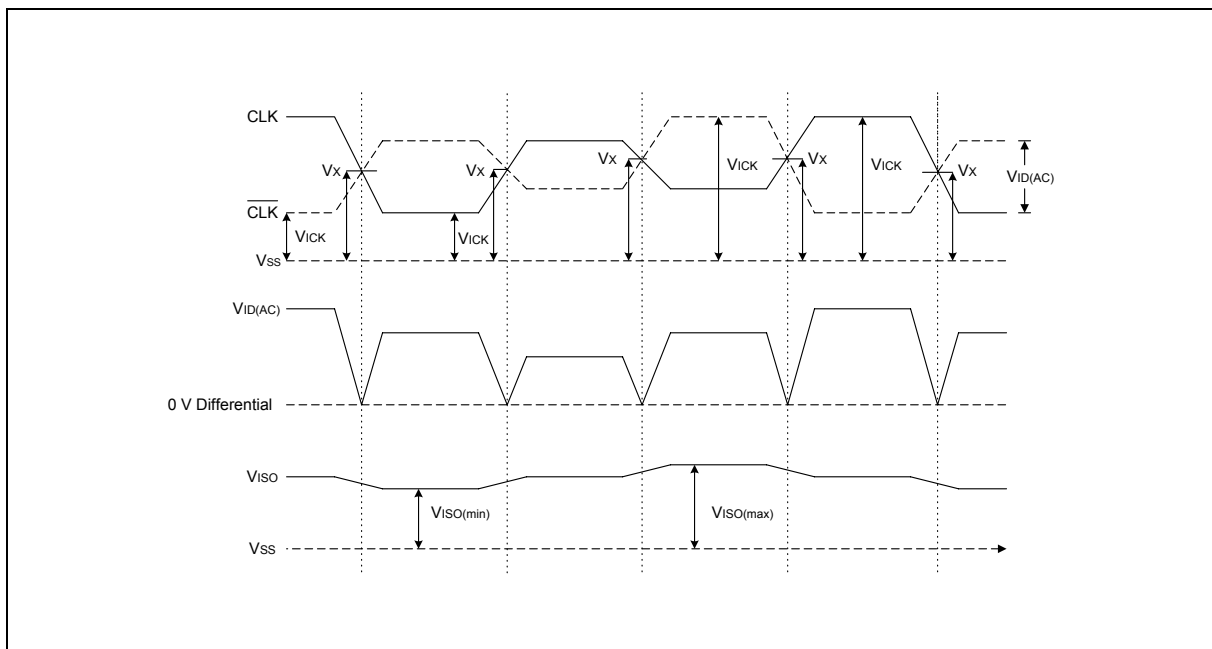 CLK
VX VX VX VX VX
VICK VICK
VID(AC)
C̅L̅K̅
VICK VICK
VSS
VID(AC)
0 V Differential
VISO
VISO(min) VISO(max)
VSS